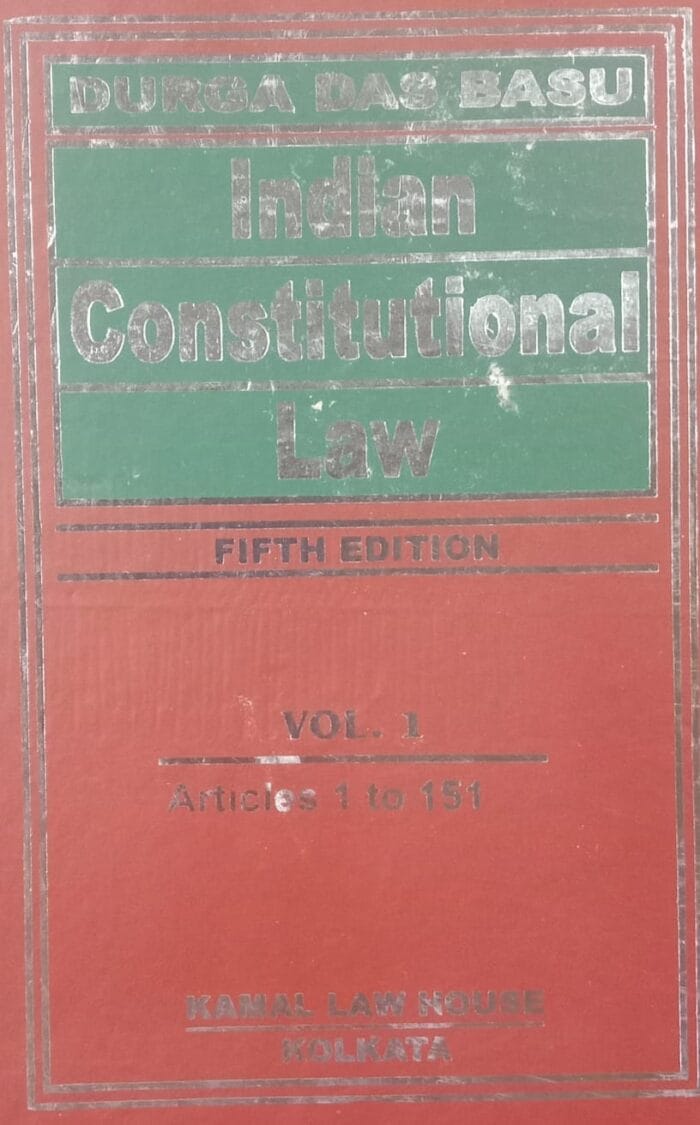 DURGA DAS BASU
Indian
Constitutional
Law
FIFTH EDITION
VOL. 1
Articles 1 to 151
KAMAL LAW HOUSE
KOLKATA